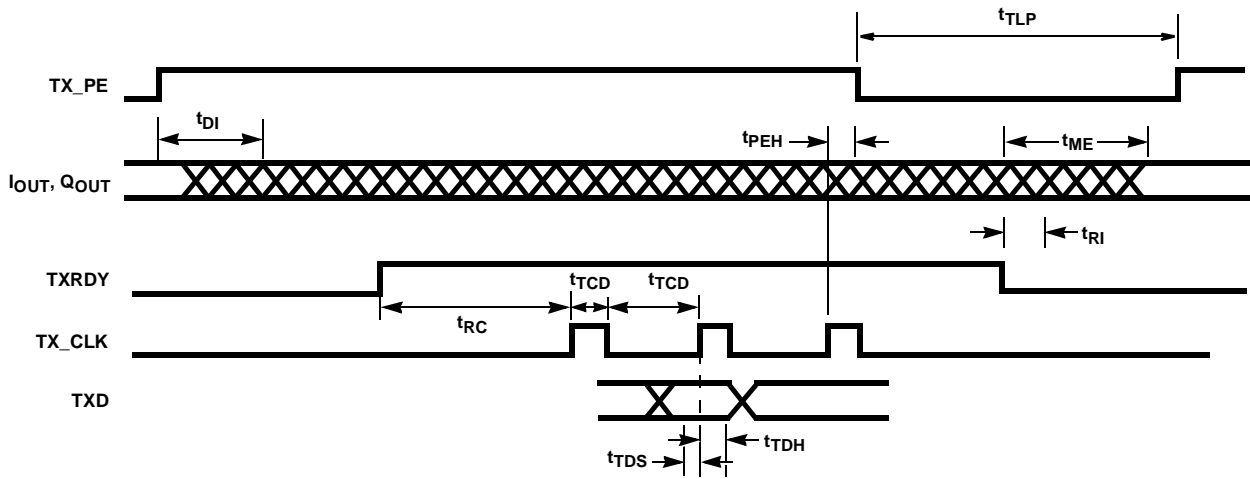 tTLP
TX_PE
tDI
tPEH
tME
IOUT, QOUT
tRI
TXRDY
tTCD
tTCD
tRC
TX_CLK
TXD
tTDH
tTDS